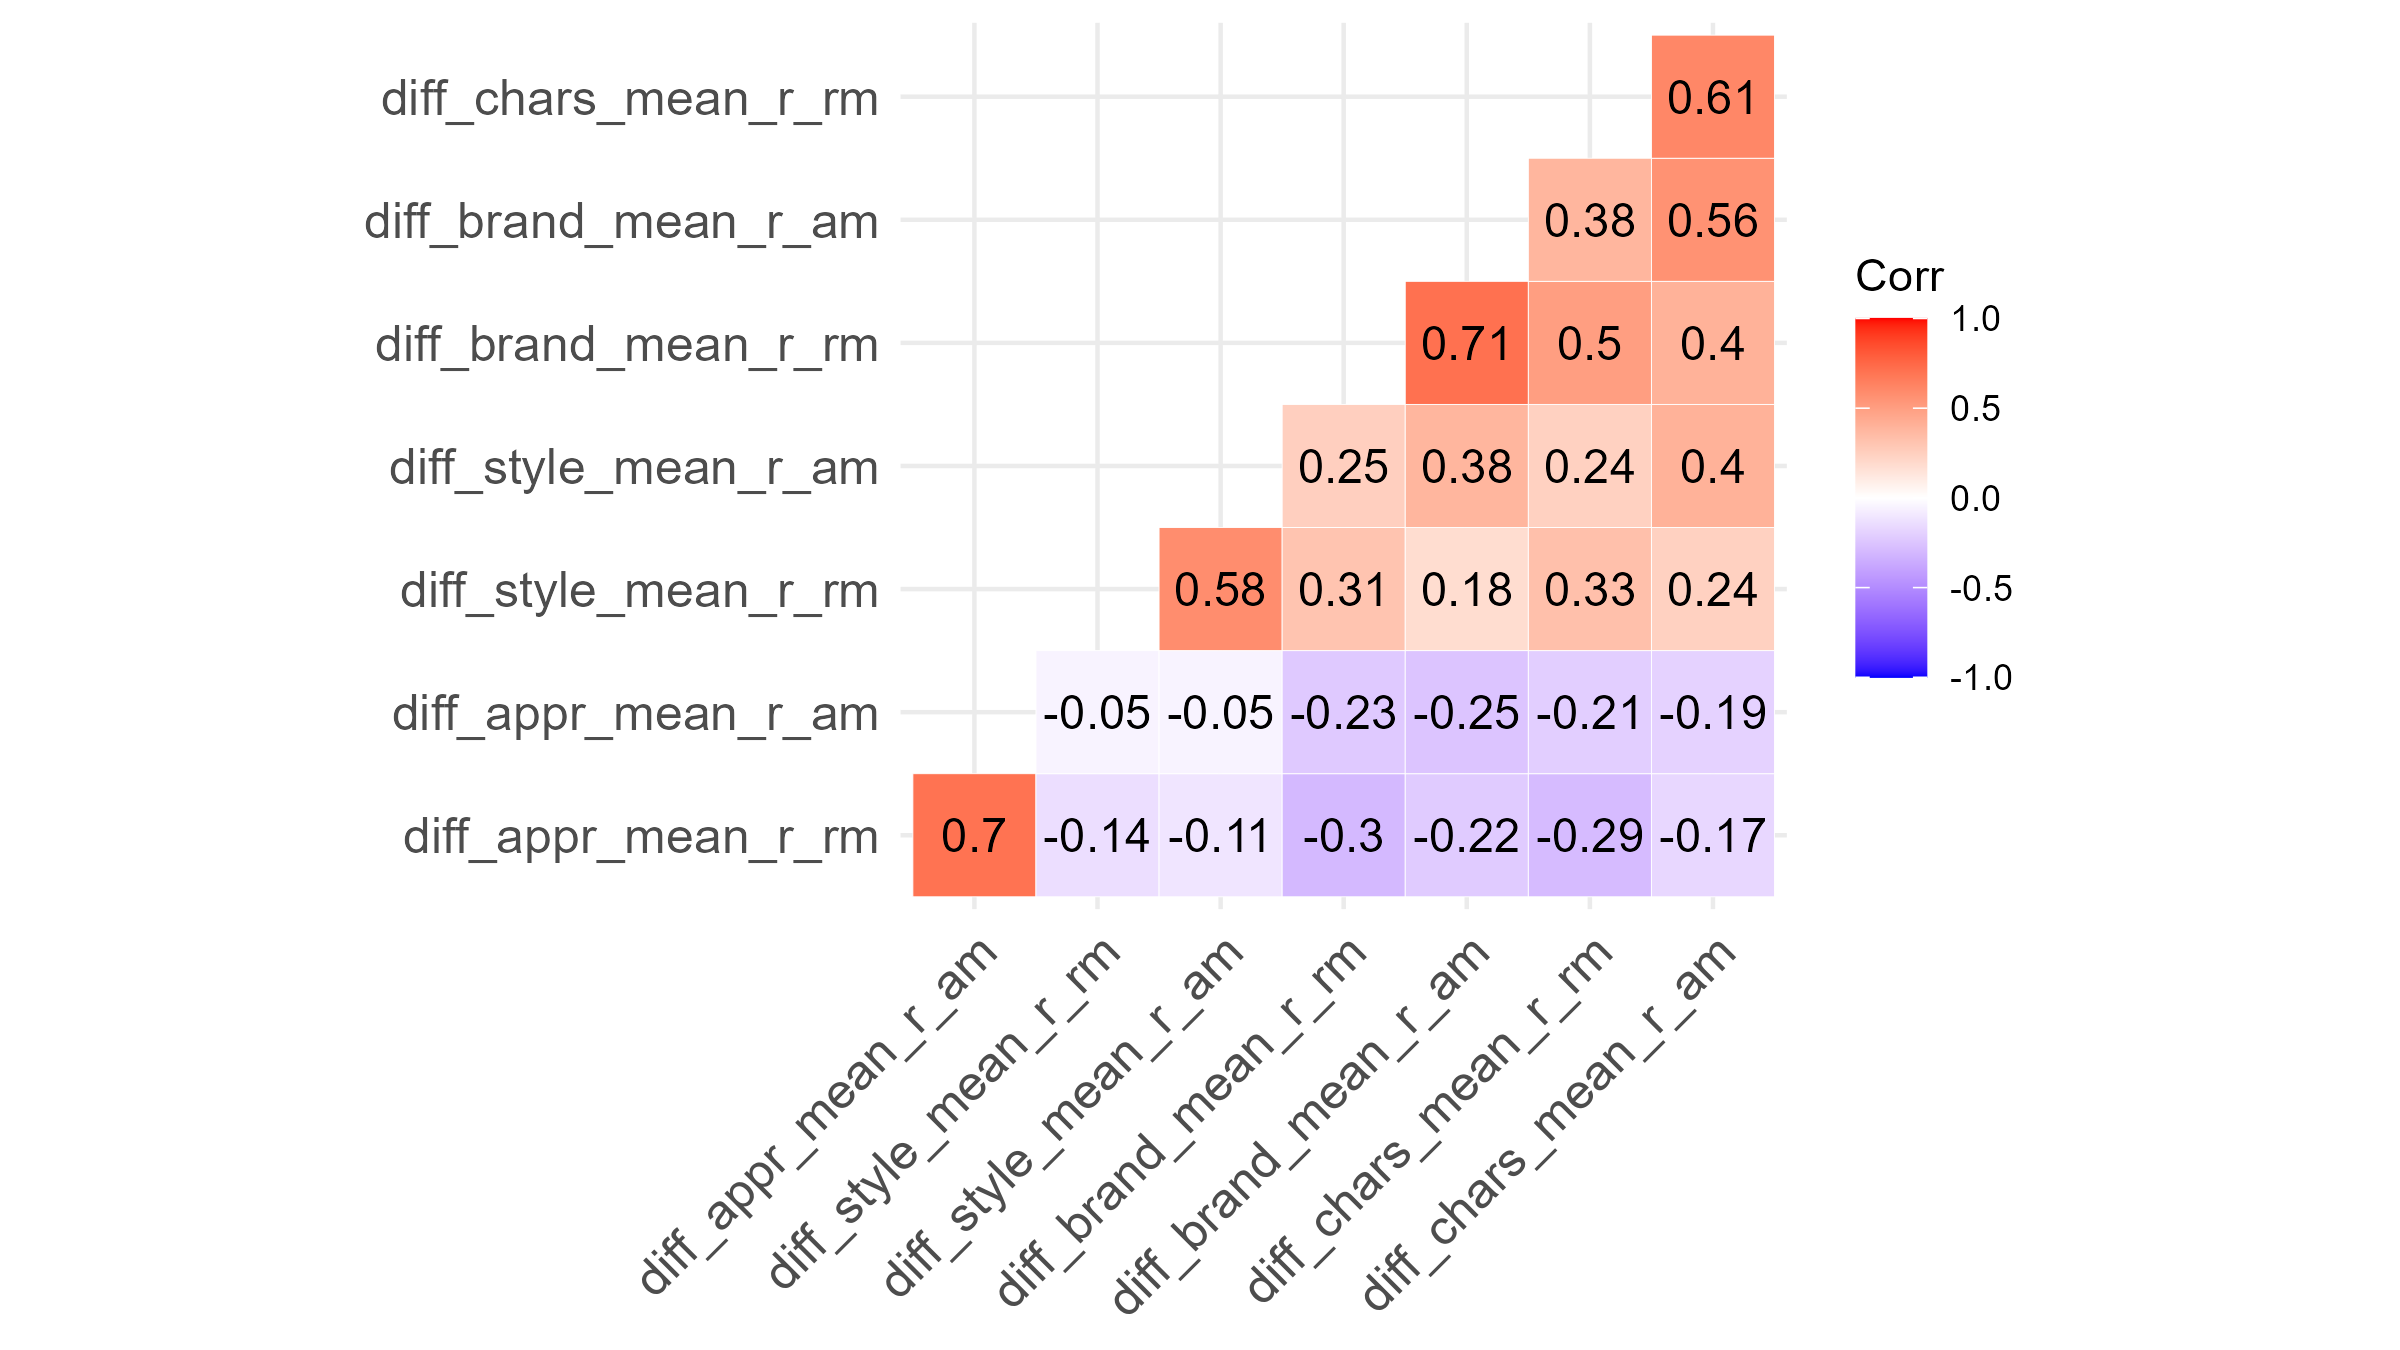 diff_chars_mean_r_rm 0.61
diff_brand_mean_r_am 0.38 0.56
diff_brand_mean_r_rm 0.71 0.5 0.4
diff_style_mean_r_am 0.25 0.38 0.24 0.4
diff_style_mean_r_rm 0.58 0.31 0.18 0.33 0.24
diff_appr_mean_r_am -0.05 -0.05 -0.23 -0.25 -0.21 -0.19
diff_appr_mean_r_rm 0.7 -0.14 -0.11 -0.3 -0.22 -0.29 -0.17
diff_appr_mean_r_am
diff_style_mean_r_rm
diff_style_mean_r_am
diff_brand_mean_r_rm
diff_brand_mean_r_am
diff_chars_mean_r_rm
diff_chars_mean_r_am
Corr
1.0
0.5
0.0
-0.5
-1.0